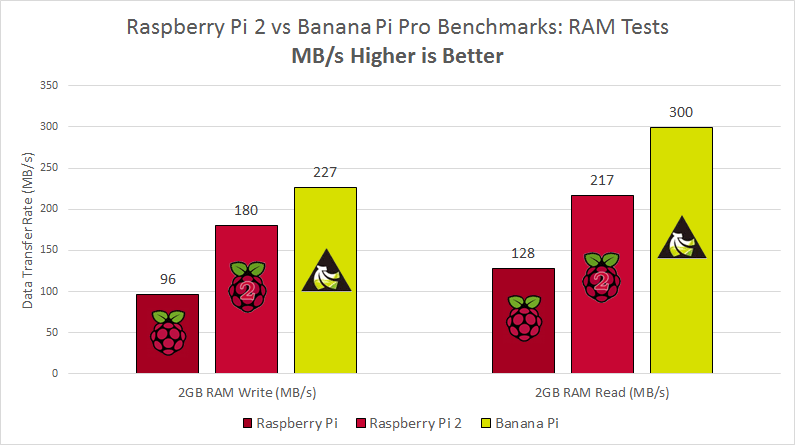 Raspberry Pi 2 vs Banana Pi Pro Benchmarks: RAM Tests
MB/s Higher is Better
Data Transfer Rate (MB/s)
350
300
250
200
150
100
50
0
96
180
227
128
217
300
2
2
2GB RAM Write (MB/s)
2GB RAM Read (MB/s)
Raspberry Pi
Raspberry Pi 2
Banana Pi